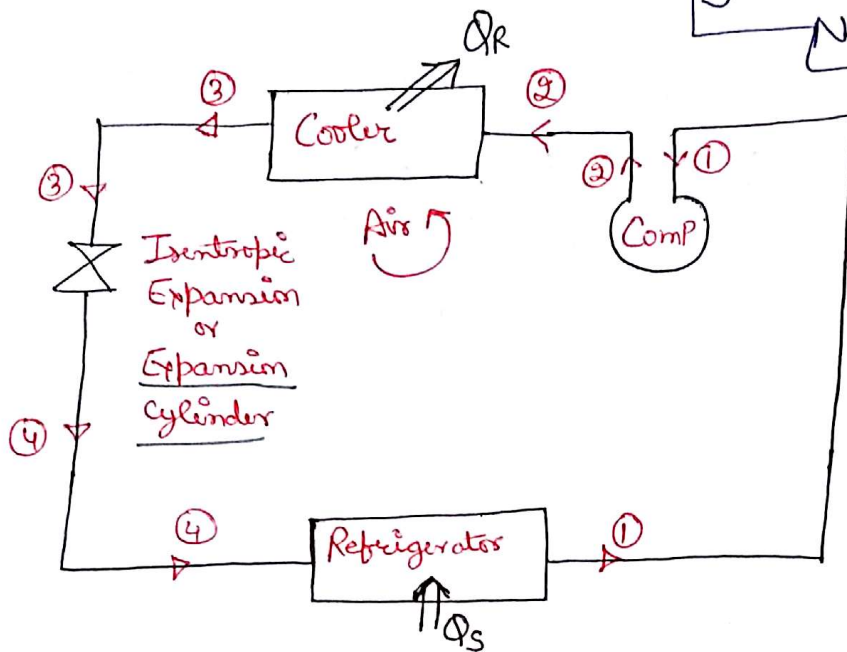 N
QR
③
Cooler
②
③
②
①
Comp
Air
Isentropic
Expansion
or
Expansion
Cylinder
④
④
Refrigerator
①
QS